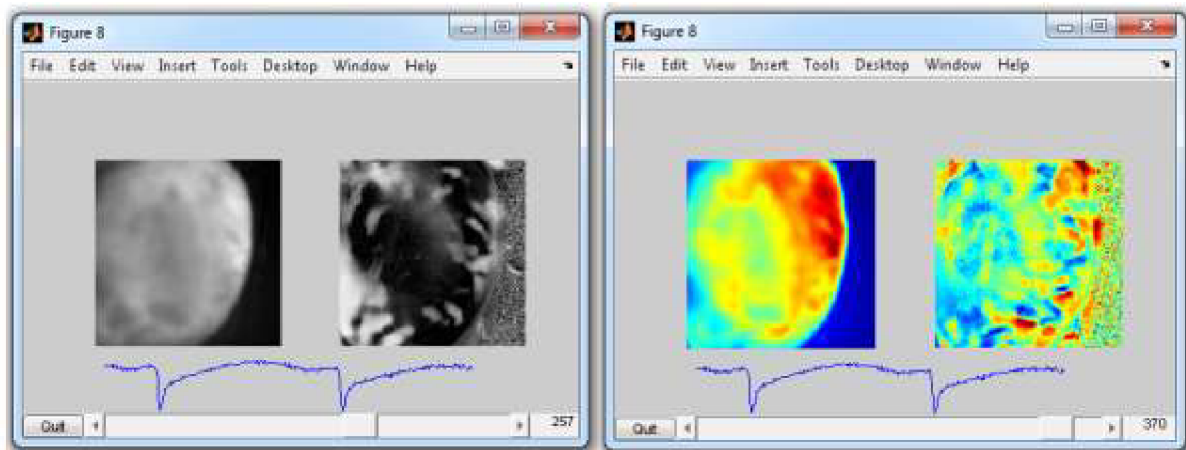 Figure 8
File Edit View Insert Tools Desktop Window Help
Quit
257
Figure 8
File Edit View Insert Tools Desktop Window Help
Quit
370